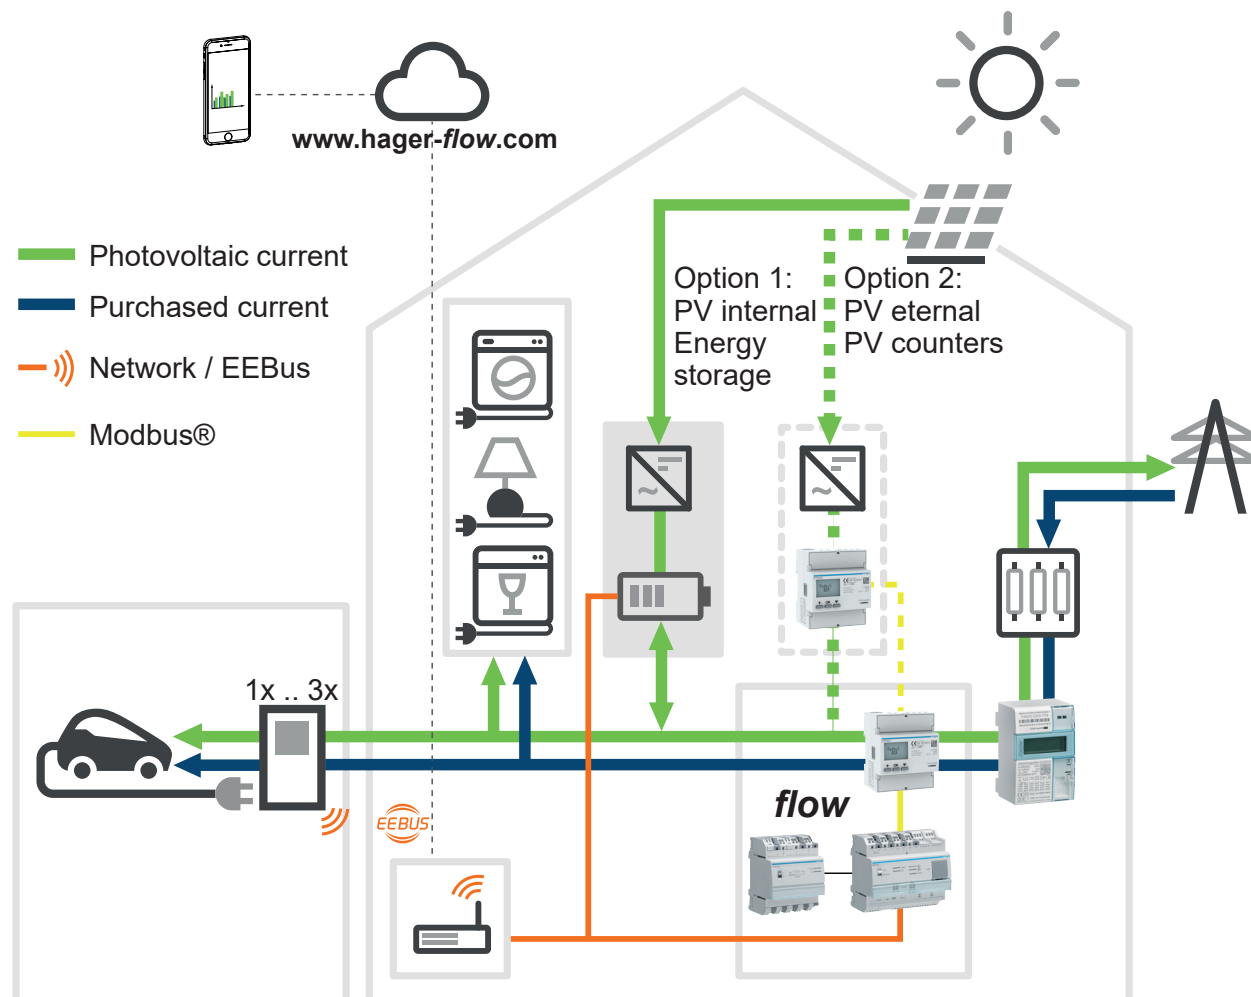 www.hager-flow.com
Photovoltaic current
Purchased current
Network / EEBus
Modbus®
Option 1:
PV internal
Energy
storage
Option 2:
PV eternal
PV counters
1x .. 3x
EEBUS
flow